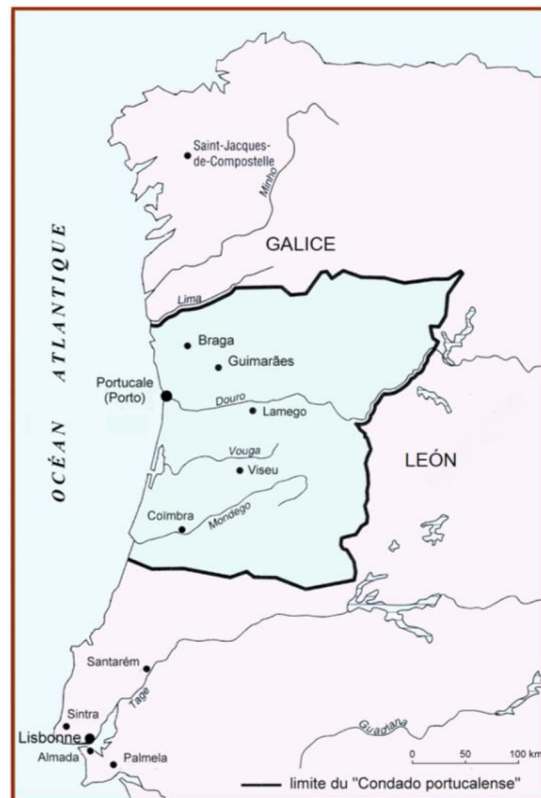 Saint-Jacques-
de-Compostelle
Minho
OCÉAN ATLANTIQUE
GALICE
Lima
Braga
Guimarães
Portucale
(Porto)
Douro
Lamego
Vouga
Viseu
LEÓN
Coïmbra
Mondego
Santarém
Tage
Sintra
Lisbonne
Almada
Palmela
Guadiana
0 50 100 km
limite du "Condado portucalense"